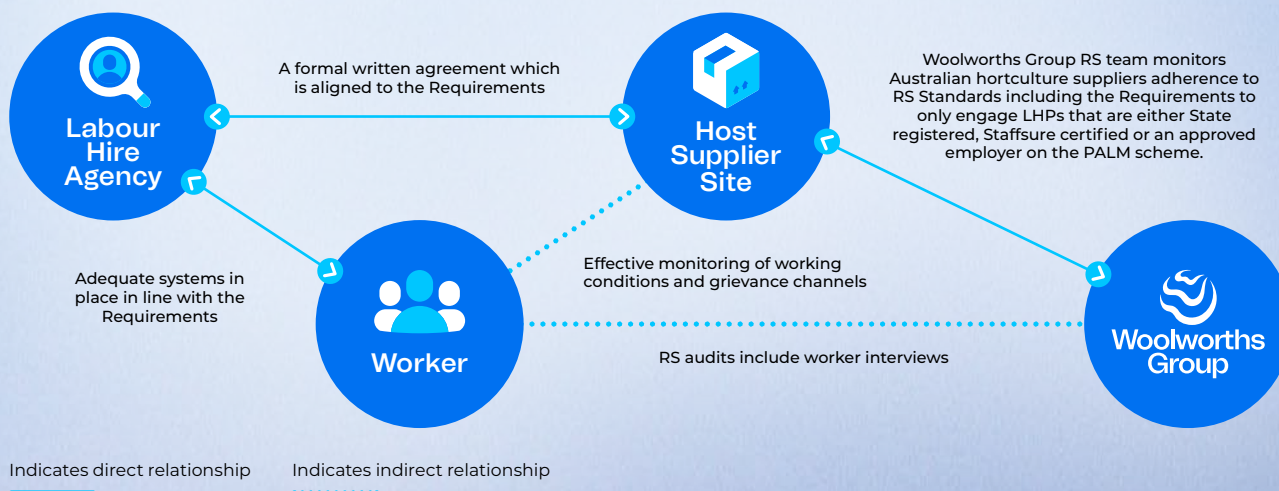 Labour
Hire
Agency
A formal written agreement which
is aligned to the Requirements
Host
Supplier
Site
Woolworths Group RS team monitors
Australian hortculture suppliers adherence to
RS Standards including the Requirements to
only engage LHPs that are either State
registered, Staffsure certified or an approved
employer on the PALM scheme.
Adequate systems in
place in line with the
Requirements
Worker
Effective monitoring of working
conditions and grievance channels
RS audits include worker interviews
Woolworths
Group
Indicates direct relationship
Indicates indirect relationship